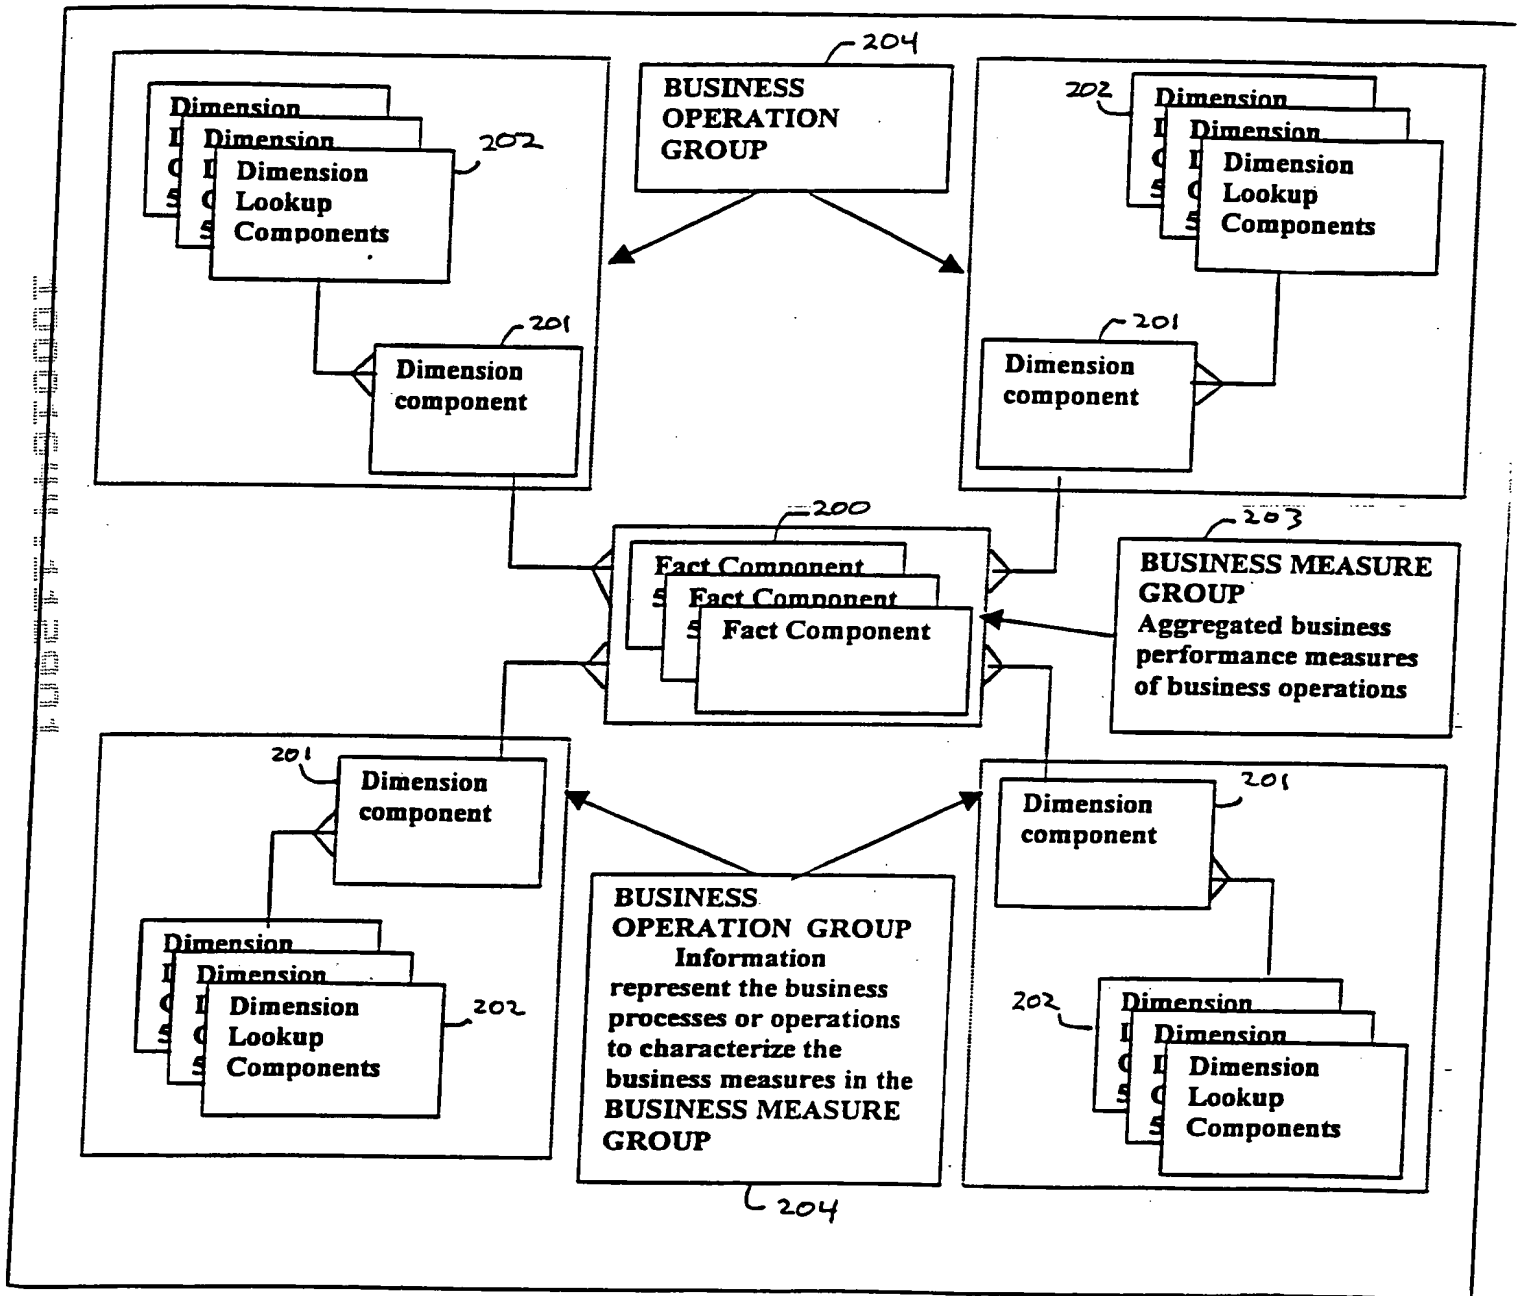 204
BUSINESS
OPERATION
GROUP
Dimension
Dimension
Dimension
Lookup
Components
202
201
Dimension
component
202
Dimension
Dimension
Dimension
Lookup
Components
201
Dimension
component
200
Fact Component
Fact Component
Fact Component
203
BUSINESS MEASURE
GROUP
Aggregated business
performance measures
of business operations
201
Dimension
component
Dimension
Dimension
Dimension
Lookup
Components
202
BUSINESS
OPERATION GROUP
Information
represent the business
processes or operations
to characterize the
business measures in the
BUSINESS MEASURE
GROUP
204
201
Dimension
component
202
Dimension
Dimension
Dimension
Lookup
Components